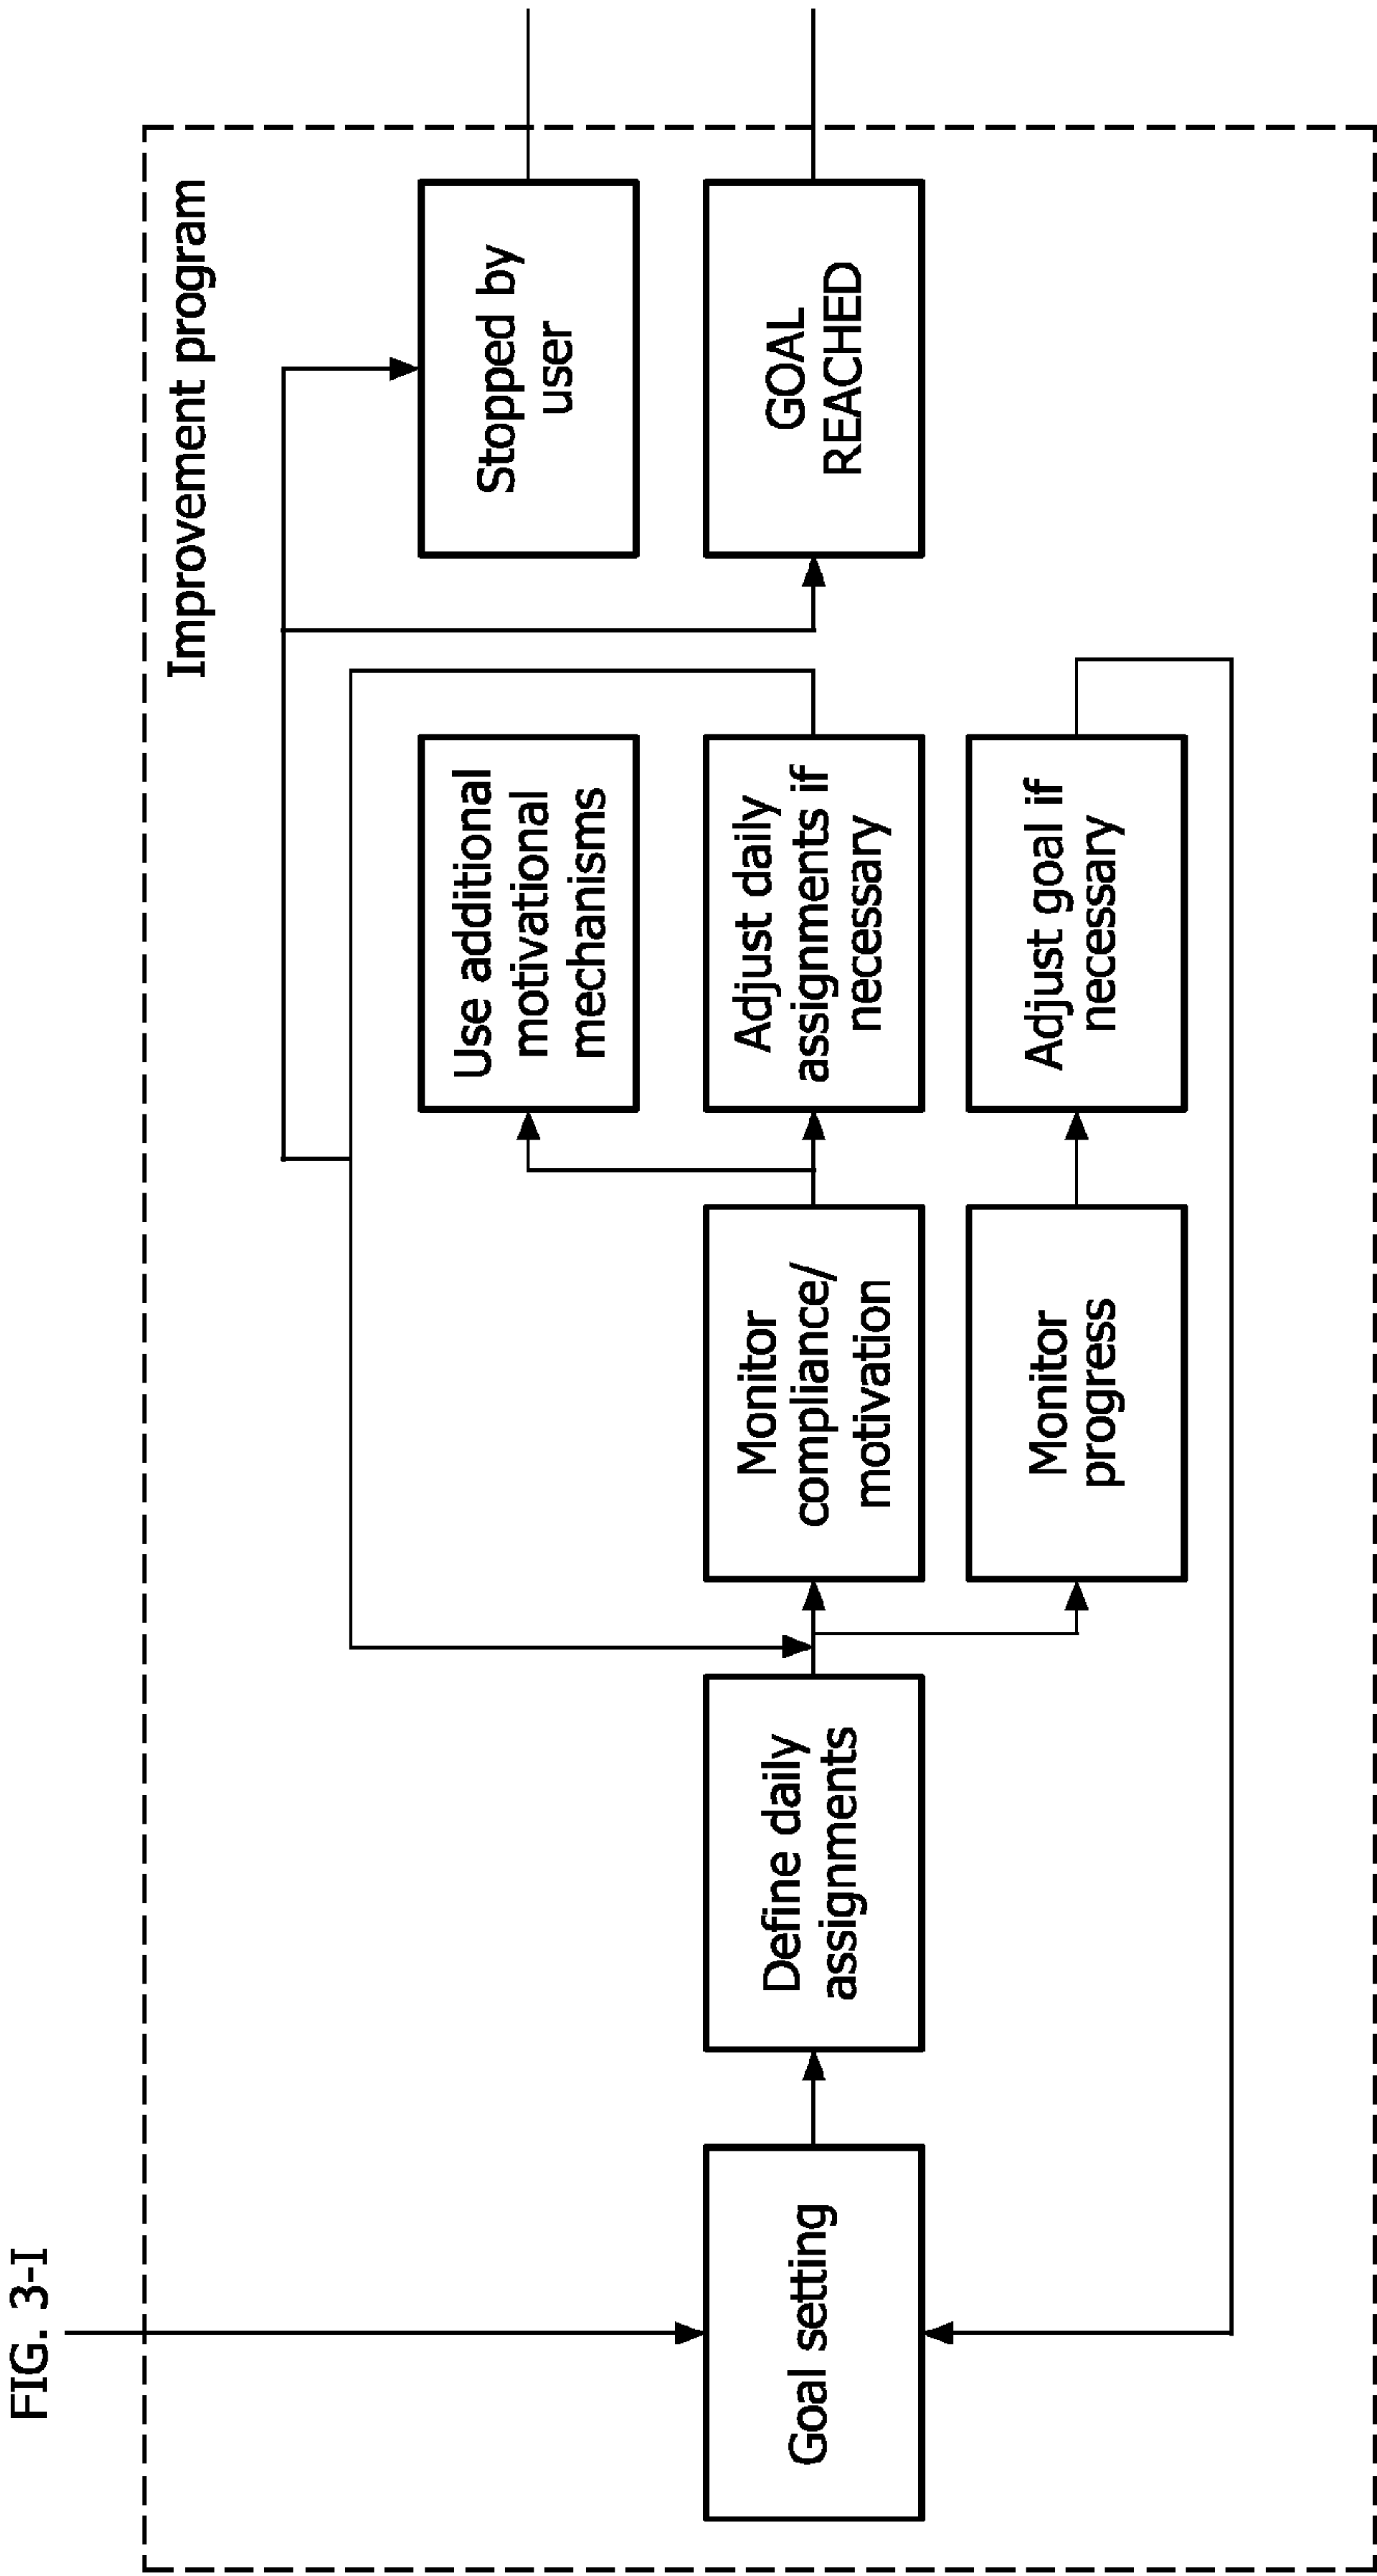 FIG. 3-I
Improvement program
Goal setting
Define daily
assignments
Monitor
compliance/
motivation
Monitor
progress
Use additional
motivational
mechanisms
Adjust daily
assignments if
necessary
Adjust goal if
necessary
Stopped by
user
GOAL
REACHED